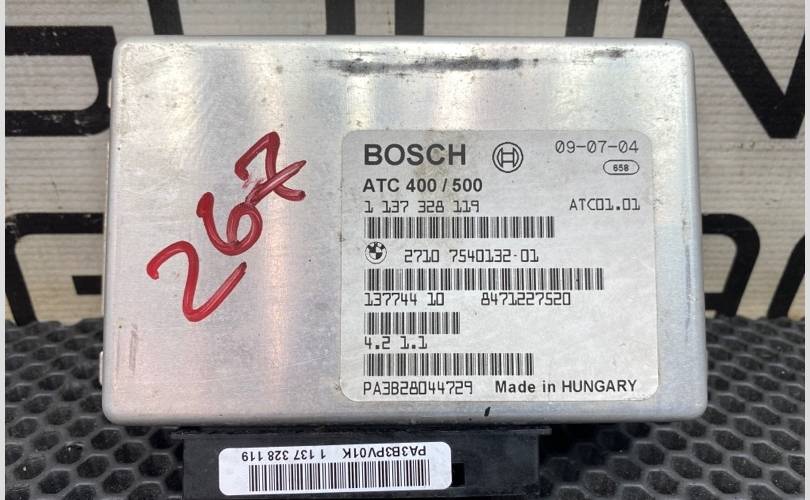 BOSCH 09-07-04
658
ATC 400 / 500
1 137 328 119 ATC01.01
2710 7540132-01
137744 10 8471227520
4.2 1.1
PA3B28044729 Made in HUNGARY
267
PA3B3PV01K 1 137 328 119